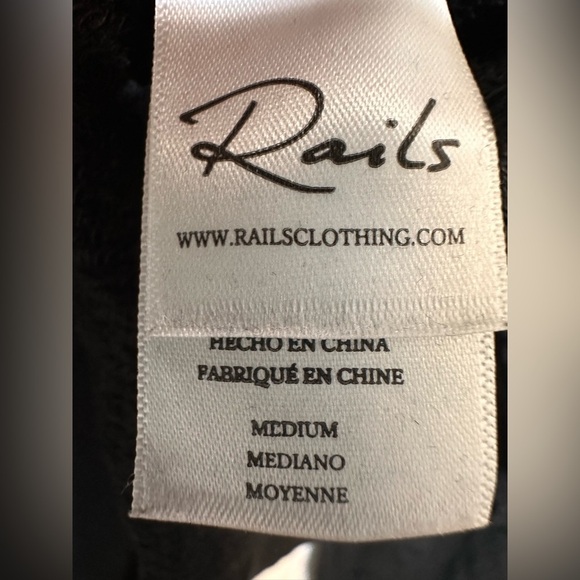 Rails
WWW.RAILSCLOTHING.COM
HECHO EN CHINA
FABRIQUÉ EN CHINE
MEDIUM
MEDIANO
MOYENNE